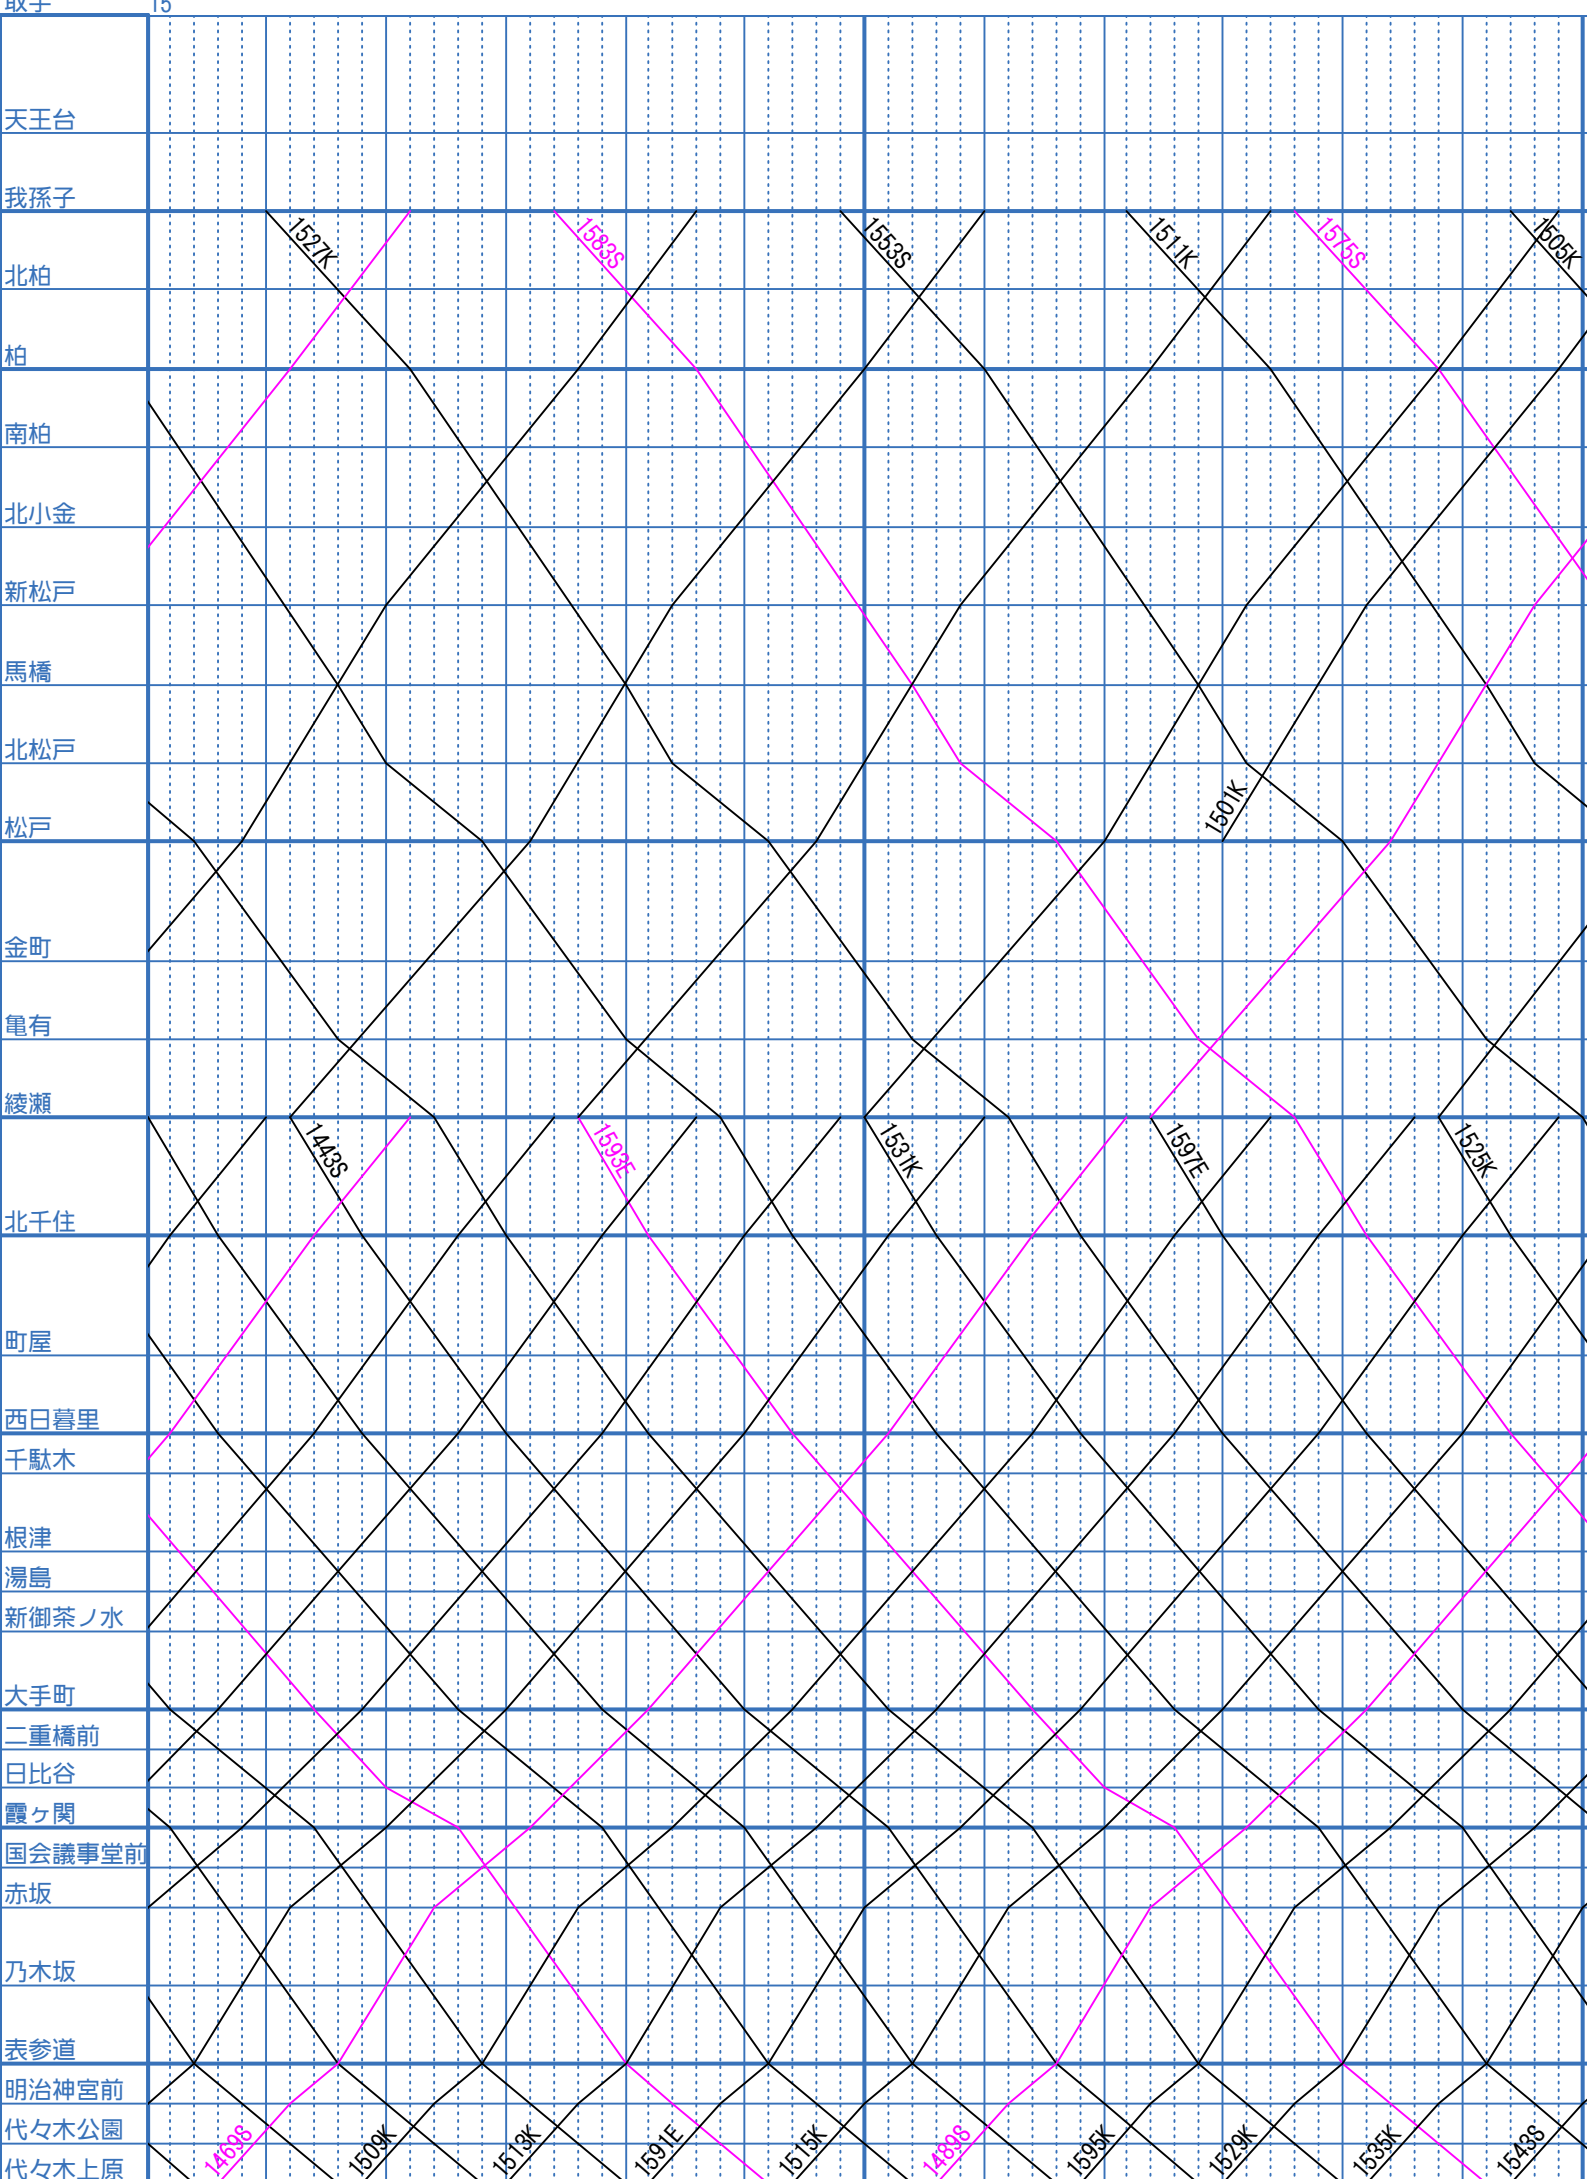 取手
15
天王台
我孫子
1527K
1583S
1553S
1511K
1575S
1505K
北柏
柏
南柏
北小金
新松戸
馬橋
北松戸
1501K
松戸
金町
亀有
綾瀬
1443S
1593E
1531K
1597E
1525K
北千住
町屋
西日暮里
千駄木
根津
湯島
新御茶ノ水
大手町
二重橋前
日比谷
霞ヶ関
国会議事堂前
赤坂
乃木坂
表参道
明治神宮前
代々木公園
代々木上原
1469S
1509K
1513K
1591E
1515K
1489S
1595K
1529K
1535K
1543S